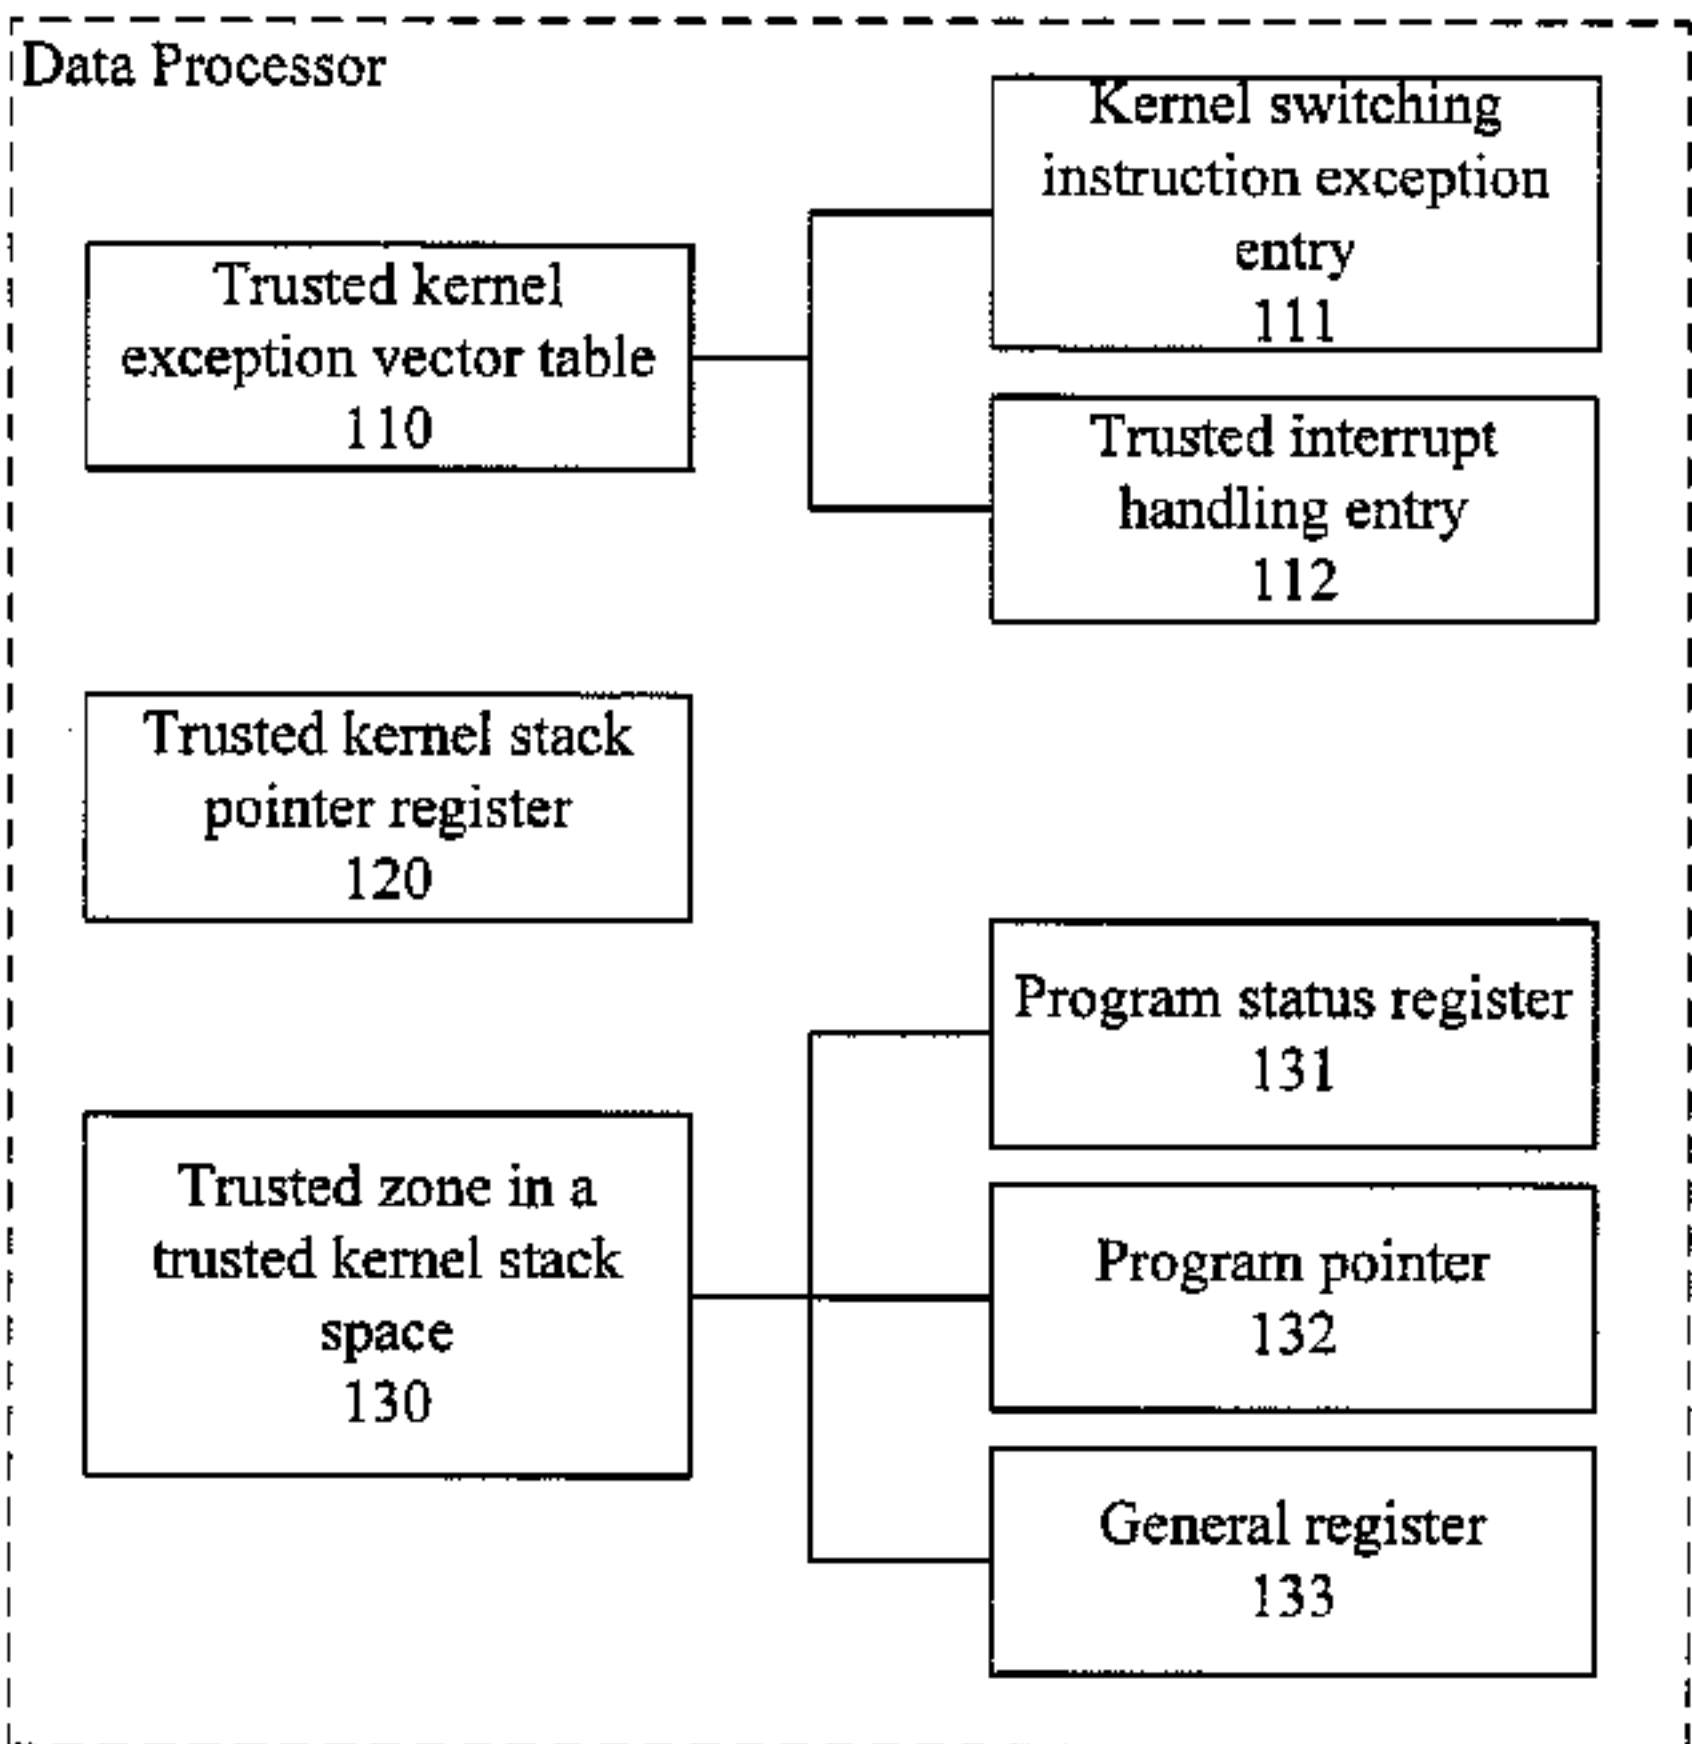 Data Processor
Kernel switching
instruction exception
entry
111
Trusted kernel
exception vector table
110
Trusted interrupt
handling entry
112
Trusted kernel stack
pointer register
120
Program status register
131
Trusted zone in a
trusted kernel stack
space
130
Program pointer
132
General register
133